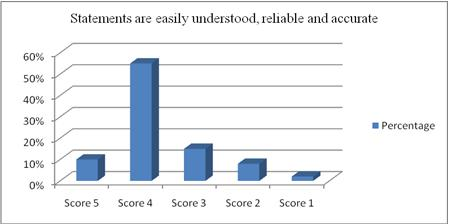 Statements are easily understood, reliable and accurate
60%
50%
40%
30%
20%
10%
0%
Score 5 Score 4 Score 3 Score 2 Score 1
Percentage